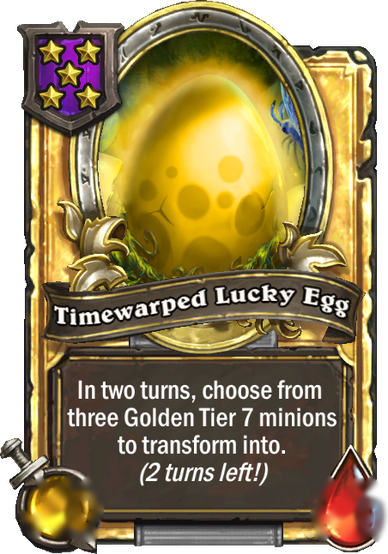 Timewarped Lucky Egg
In two turns, choose from
three Golden Tier 7 minions
to transform into.
(2 turns left!)